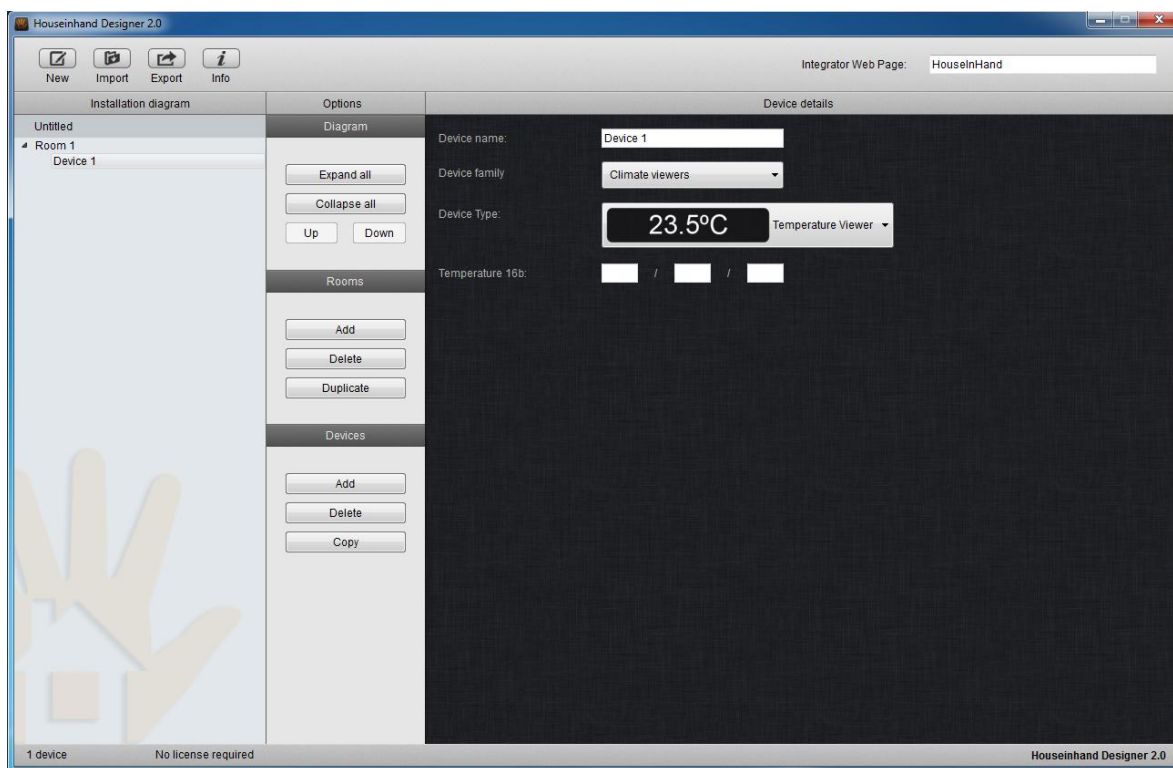 Houseinhand Designer 2.0
New Import Export Info
Integrator Web Page: HouseInHand
Installation diagram
Options
Device details
Untitled
Room 1
Device 1
Diagram
Expand all
Collapse all
Up Down
Rooms
Add
Delete
Duplicate
Devices
Add
Delete
Copy
Device name: Device 1
Device family Climate viewers
Device Type: 23.5ºC Temperature Viewer
Temperature 16b: / /
1 device No license required Houseinhand Designer 2.0